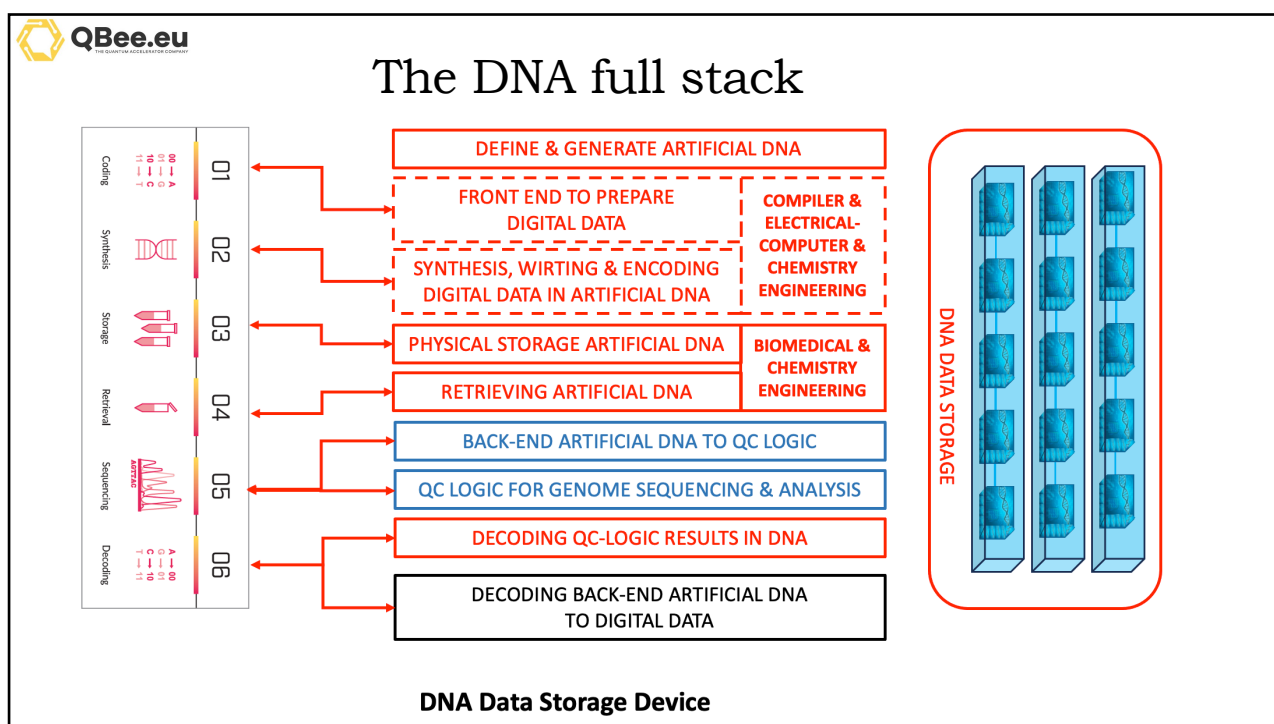 QBee.eu
THE QUANTUM ACCELERATOR COMPANY
The DNA full stack
01
Coding
00 → A
01 → G
10 → C
11 → T
02
Synthesis
03
Storage
04
Retrieval
05
Sequencing
AGTTAC
06
Decoding
A → 00
G → 01
C → 10
T → 11
DEFINE & GENERATE ARTIFICIAL DNA
FRONT END TO PREPARE
DIGITAL DATA
SYNTHESIS, WIRTING & ENCODING
DIGITAL DATA IN ARTIFICIAL DNA
COMPILER &
ELECTRICAL-
COMPUTER &
CHEMISTRY
ENGINEERING
PHYSICAL STORAGE ARTIFICIAL DNA
RETRIEVING ARTIFICIAL DNA
BIOMEDICAL &
CHEMISTRY
ENGINEERING
BACK-END ARTIFICIAL DNA TO QC LOGIC
QC LOGIC FOR GENOME SEQUENCING & ANALYSIS
DECODING QC-LOGIC RESULTS IN DNA
DECODING BACK-END ARTIFICIAL DNA
TO DIGITAL DATA
DNA DATA STORAGE
DNA Data Storage Device